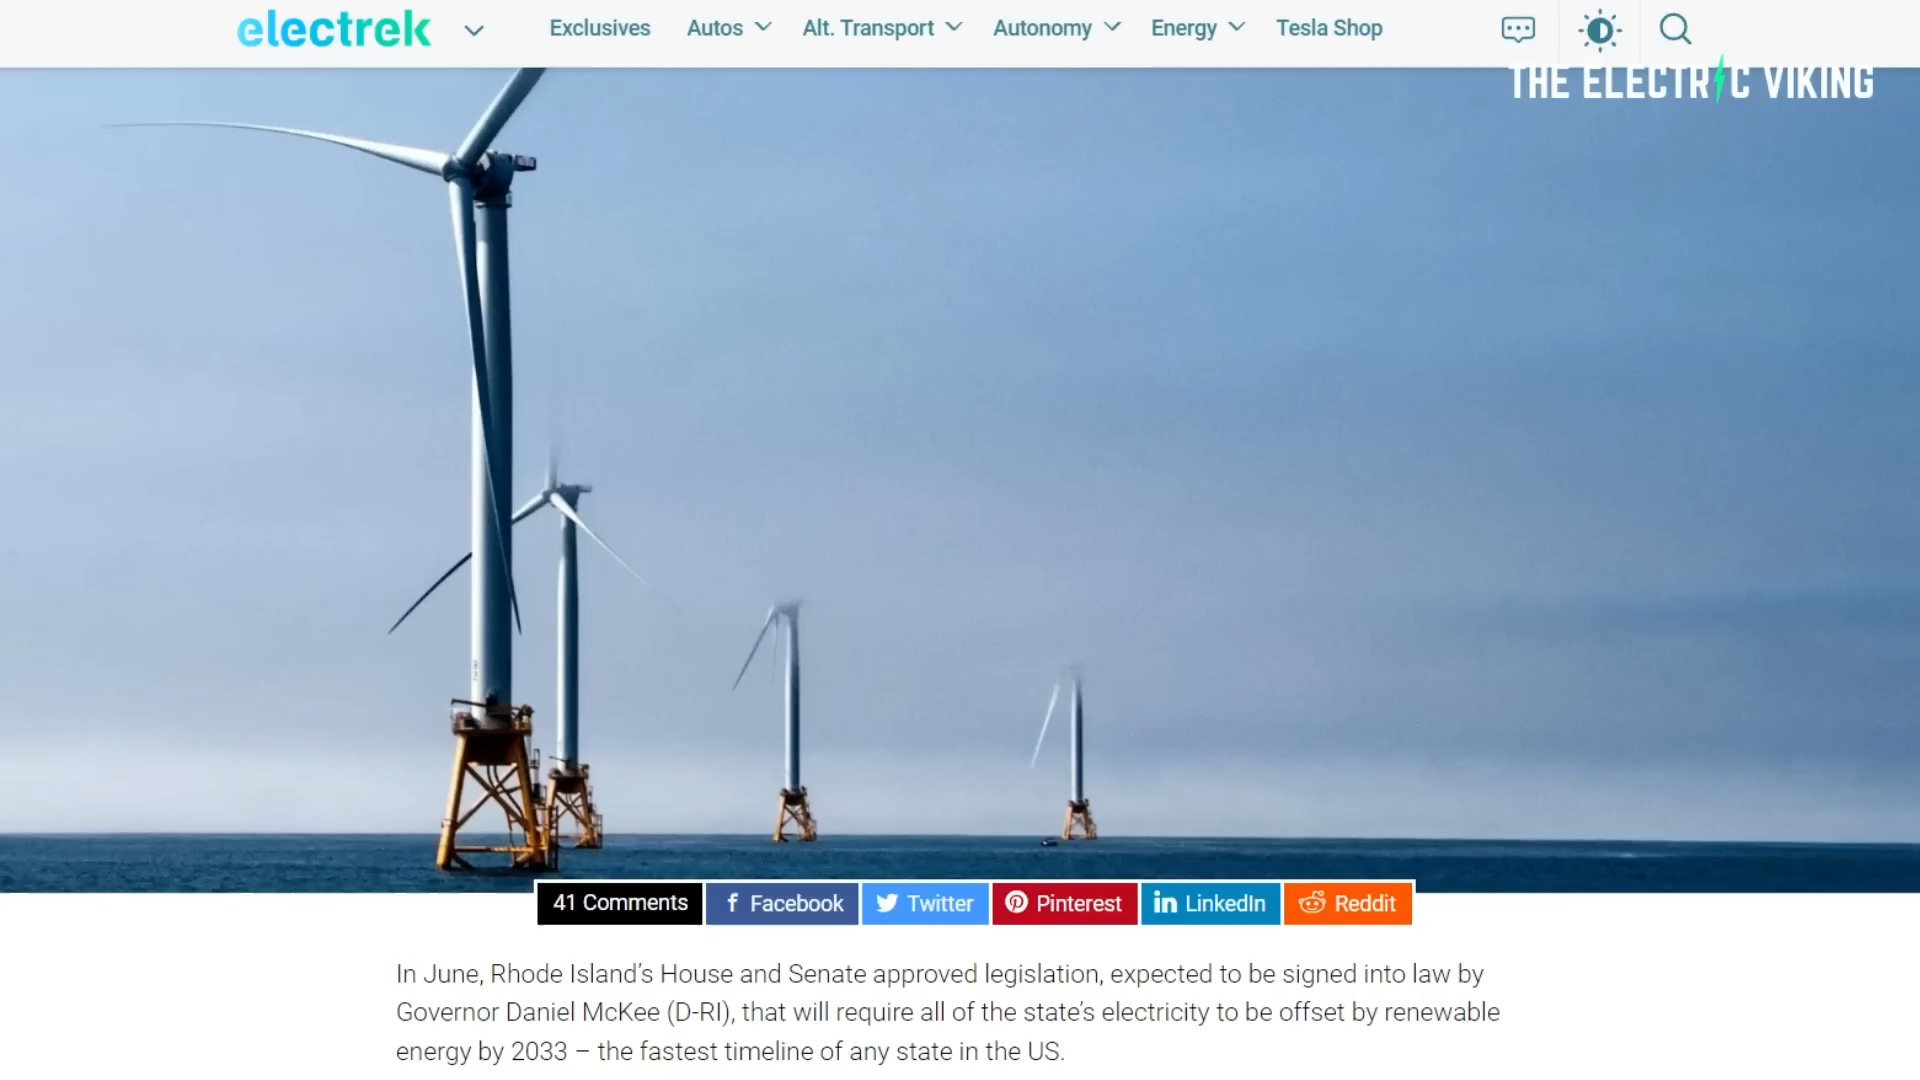 electrek
Exclusives
Autos
Alt. Transport
Autonomy
Energy
Tesla Shop
THE ELECTRIC VIKING
41 Comments
Facebook
Twitter
Pinterest
LinkedIn
Reddit
In June, Rhode Island’s House and Senate approved legislation, expected to be signed into law by
Governor Daniel McKee (D-RI), that will require all of the state’s electricity to be offset by renewable
energy by 2033 – the fastest timeline of any state in the US.